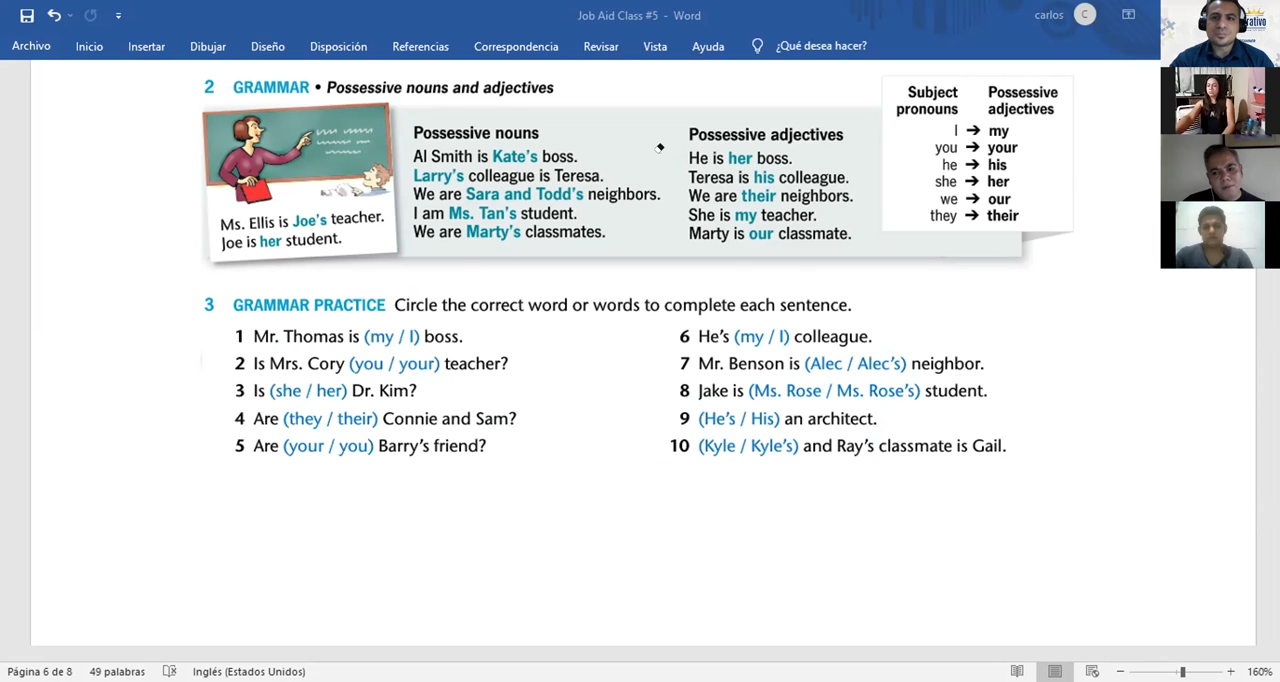 Job Aid Class #5 - Word
carlos
C
Archivo Inicio Insertar Dibujar Diseño Disposición Referencias Correspondencia Revisar Vista Ayuda ¿Qué desea hacer?
2 GRAMMAR • Possessive nouns and adjectives
Ms. Ellis is Joe's teacher.
Joe is her student.
Possessive nouns
Al Smith is Kate's boss.
Larry's colleague is Teresa.
We are Sara and Todd's neighbors.
I am Ms. Tan's student.
We are Marty's classmates.
Possessive adjectives
He is her boss.
Teresa is his colleague.
We are their neighbors.
She is my teacher.
Marty is our classmate.
Subject Possessive
pronouns adjectives
I → my
you → your
he → his
she → her
we → our
they → their
3 GRAMMAR PRACTICE Circle the correct word or words to complete each sentence.
1 Mr. Thomas is (my / I) boss.
2 Is Mrs. Cory (you / your) teacher?
3 Is (she / her) Dr. Kim?
4 Are (they / their) Connie and Sam?
5 Are (your / you) Barry's friend?
6 He's (my / I) colleague.
7 Mr. Benson is (Alec / Alec's) neighbor.
8 Jake is (Ms. Rose / Ms. Rose's) student.
9 (He's / His) an architect.
10 (Kyle / Kyle's) and Ray's classmate is Gail.
Página 6 de 8 49 palabras Inglés (Estados Unidos) 160%